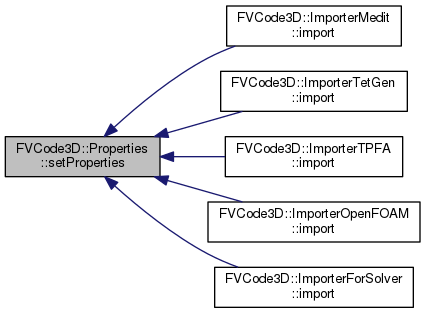 FVCode3D::ImporterMedit
::import
FVCode3D::ImporterTetGen
::import
FVCode3D::Properties
::setProperties
FVCode3D::ImporterTPFA
::import
FVCode3D::ImporterOpenFOAM
::import
FVCode3D::ImporterForSolver
::import